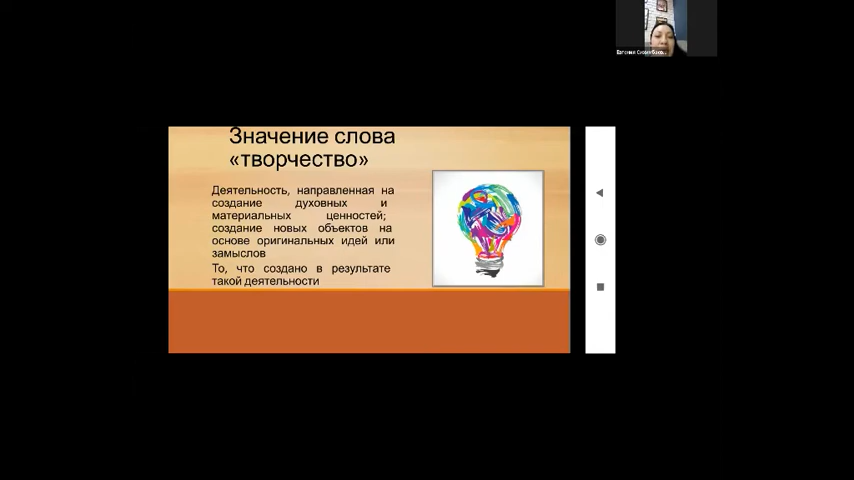 Значение слова
«творчество»
Деятельность, направленная на
создание духовных и
материальных ценностей;
создание новых объектов на
основе оригинальных идей или
замыслов
То, что создано в результате
такой деятельности
Евгения